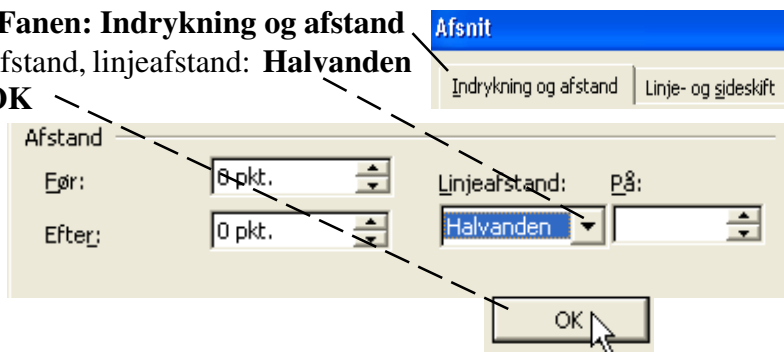 Fanen: Indrykning og afstand
fstand, linjeafstand: Halvanden
OK
Afsnit
Indrykning og afstand Linje- og sideskift
Afstand
Før: 0 pkt. Linjeafstand: På:
Efter: 0 pkt. Halvanden
OK